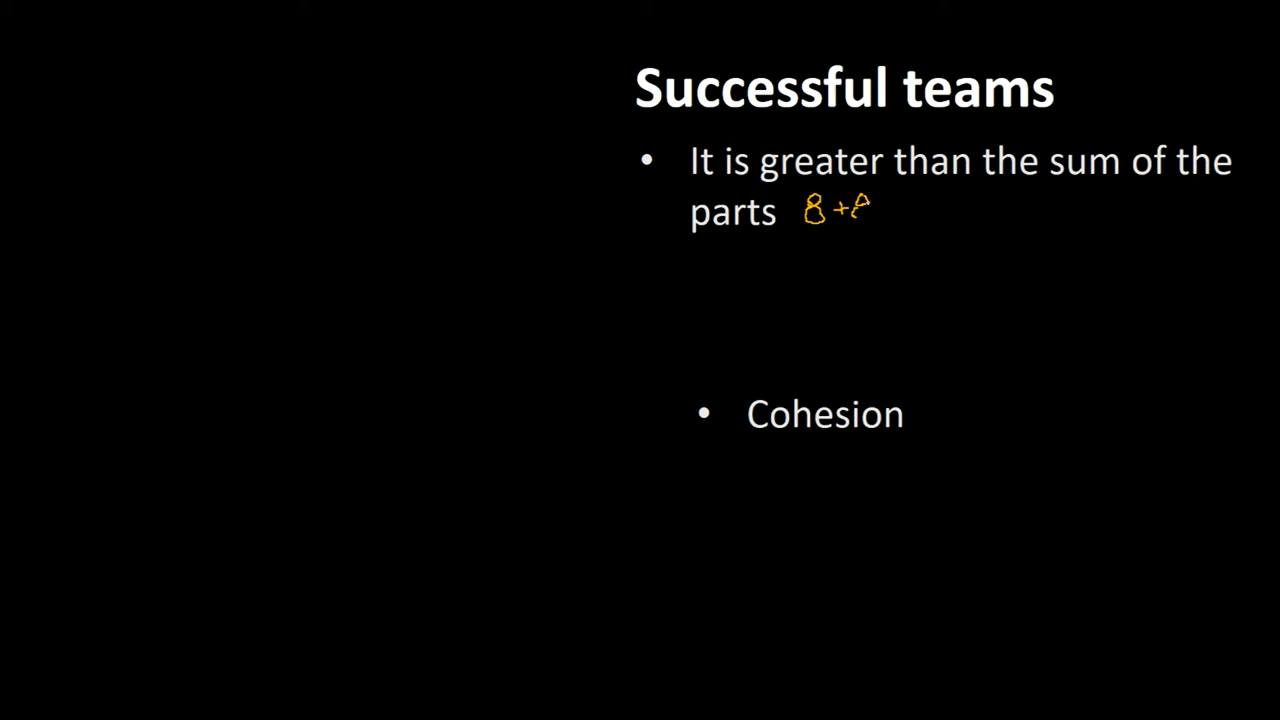 Successful teams
• It is greater than the sum of the
parts 8 +
• Cohesion